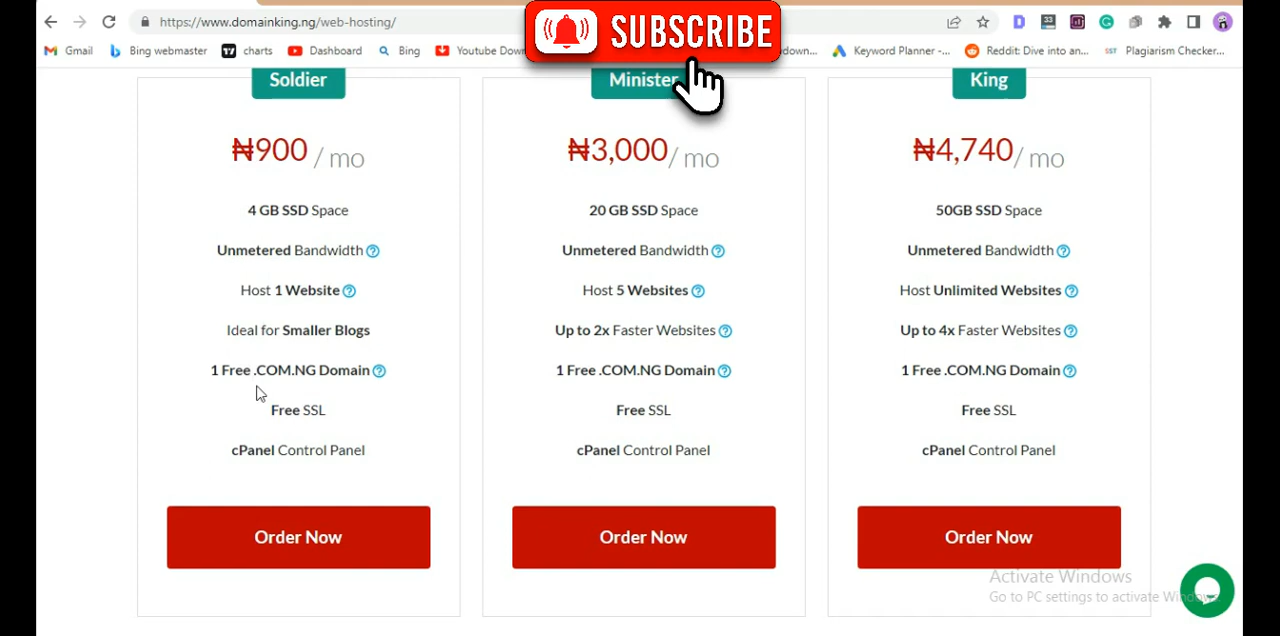 https://www.domainking.ng/web-hosting/
SUBSCRIBE
Gmail
Bing webmaster
charts
Dashboard
Bing
Youtube Dow
down...
Keyword Planner -...
Reddit: Dive into an...
Plagiarism Checker...
Soldier
₦900 / mo
4 GB SSD Space
Unmetered Bandwidth
Host 1 Website
Ideal for Smaller Blogs
1 Free .COM.NG Domain
Free SSL
cPanel Control Panel
Order Now
Minister
₦3,000/ mo
20 GB SSD Space
Unmetered Bandwidth
Host 5 Websites
Up to 2x Faster Websites
1 Free .COM.NG Domain
Free SSL
cPanel Control Panel
Order Now
King
₦4,740/ mo
50GB SSD Space
Unmetered Bandwidth
Host Unlimited Websites
Up to 4x Faster Websites
1 Free .COM.NG Domain
Free SSL
cPanel Control Panel
Order Now
Activate Windows
Go to PC settings to activate Windows.